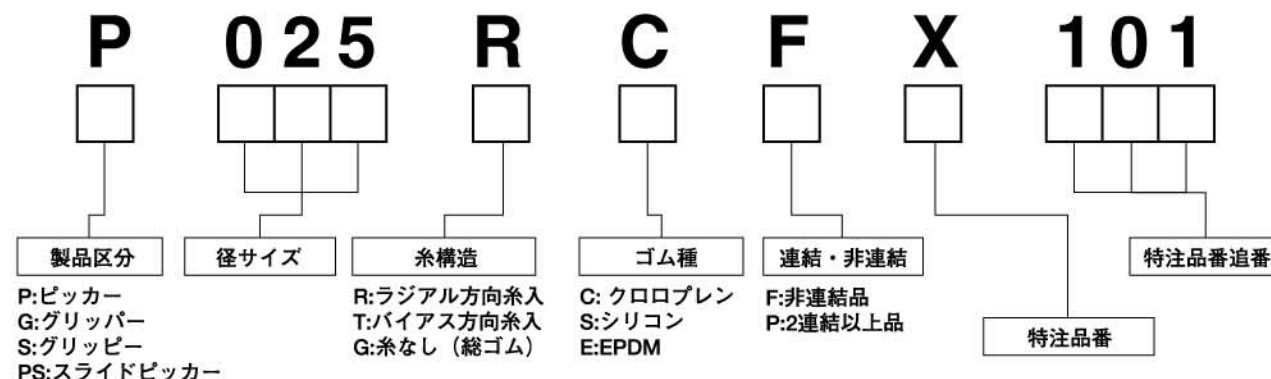 P 025 R C F X 101
製品区分
P:ピッカー
G:グリッパー
S:グリッピー
PS:スライドピッカー
径サイズ
糸構造
R:ラジアル方向糸入
T:バイアス方向糸入
G:糸なし（総ゴム）
ゴム種
C: クロロプレン
S:シリコン
E:EPDM
連結・非連結
F:非連結品
P:2連結以上品
特注品番
特注品番追番